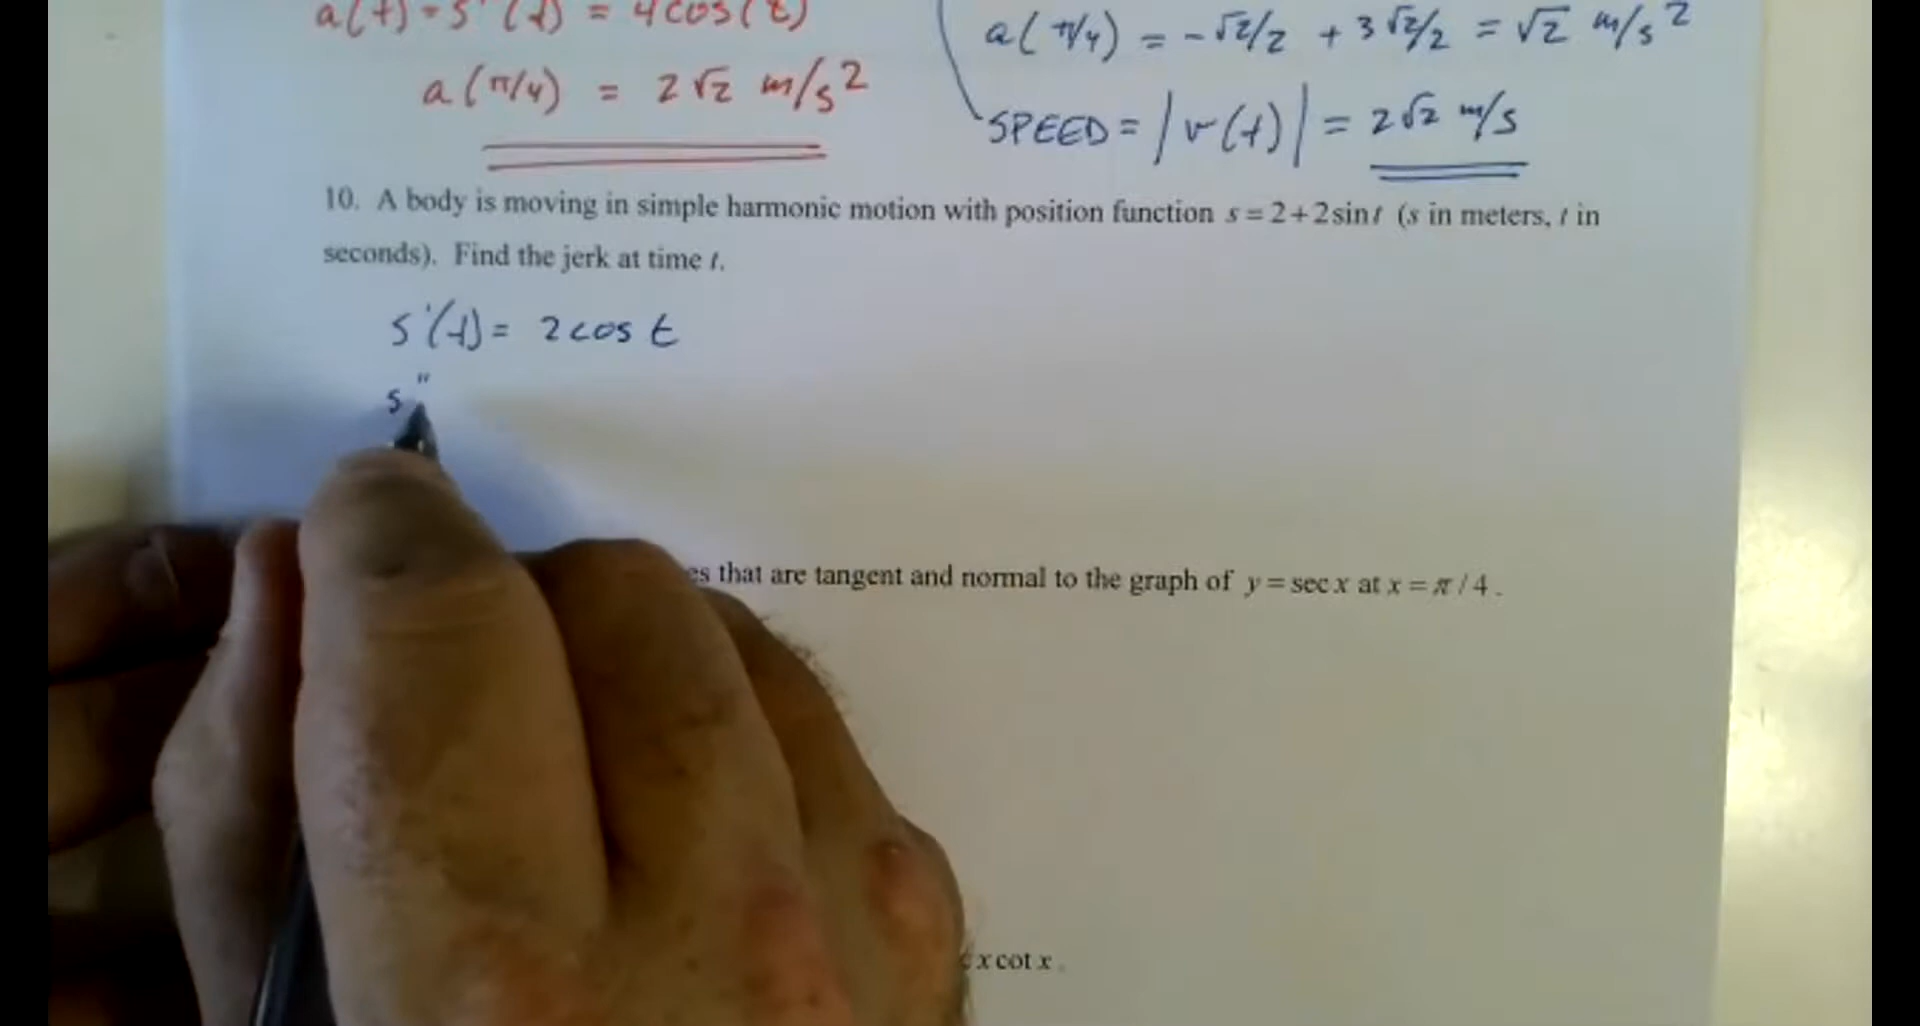 a(t) = s''(t) = 4cos(t)
a(π/4) = 2√2 m/s²
a(π/4) = -√2/2 + 3√2/2 = √2 m/s²
SPEED = |v(t)| = 2√2 m/s
10. A body is moving in simple harmonic motion with position function s = 2 + 2sin t (s in meters, t in
seconds). Find the jerk at time t.
s'(t) = 2 cos t
s''
that are tangent and normal to the graph of y = sec x at x = π / 4 .
x cot x .